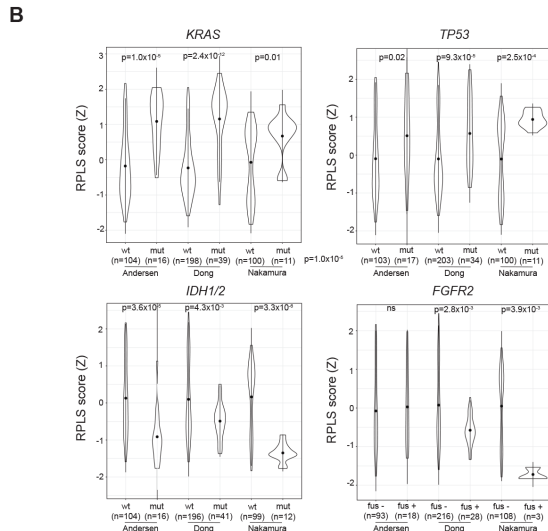 B
KRAS
p=1.0x10⁻⁵ p=2.4x10⁻¹² p=0.01
3
2
1
0
-1
-2
RPLS score (Z)
wt mut wt mut wt mut
(n=104) (n=16) (n=198) (n=39) (n=100) (n=11)
Andersen Dong Nakamura
p=1.0x10⁻⁵
TP53
p=0.02 p=9.3x10⁻⁵ p=2.5x10⁻⁴
2
1
0
-1
-2
RPLS score (Z)
wt mut wt mut wt mut
(n=103) (n=17) (n=203) (n=34) (n=100) (n=11)
Andersen Dong Nakamura
IDH1/2
p=4.3x10⁻³
2
1
0
-1
-2
RPLS score (Z)
wt mut wt mut wt mut
(n=104) (n=16) (n=196) (n=41) (n=99) (n=12)
Andersen Dong Nakamura
FGFR2
ns p=2.8x10⁻³ p=3.9x10⁻³
2
1
0
-1
-2
RPLS score (Z)
fus - fus + fus - fus + fus - fus +
(n=93) (n=18) (n=216) (n=28) (n=108) (n=3)
Andersen Dong Nakamura